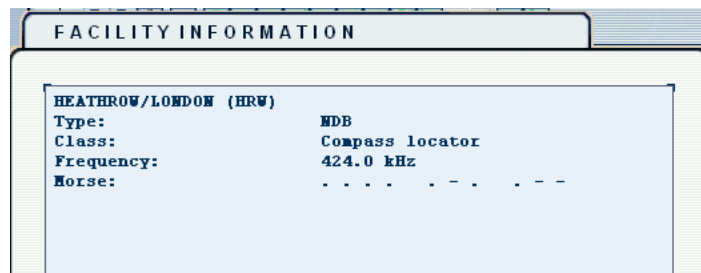 FACILITY INFORMATION
HEATHROW/LONDON (HRW)
Type: NDB
Class: Compass locator
Frequency: 424.0 kHz
Morse: . . . . . - . . - -